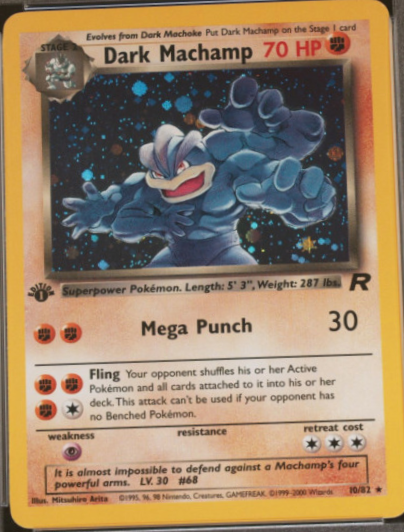 Evolves from Dark Machoke Put Dark Machamp on the Stage 1 card
STAGE 2
Dark Machamp 70 HP
EDITION
1
Superpower Pokémon. Length: 5' 3", Weight: 287 lbs.
R
Mega Punch 30
Fling Your opponent shuffles his or her Active
Pokémon and all cards attached to it into his or her
deck. This attack can't be used if your opponent has
no Benched Pokémon.
weakness resistance retreat cost
It is almost impossible to defend against a Machamp's four
powerful arms. LV. 30 #68
Illus. Mitsuhiro Arita ©1995, 96, 98 Nintendo, Creatures, GAMEFREAK. ©1999-2000 Wizards. 10/82 ★